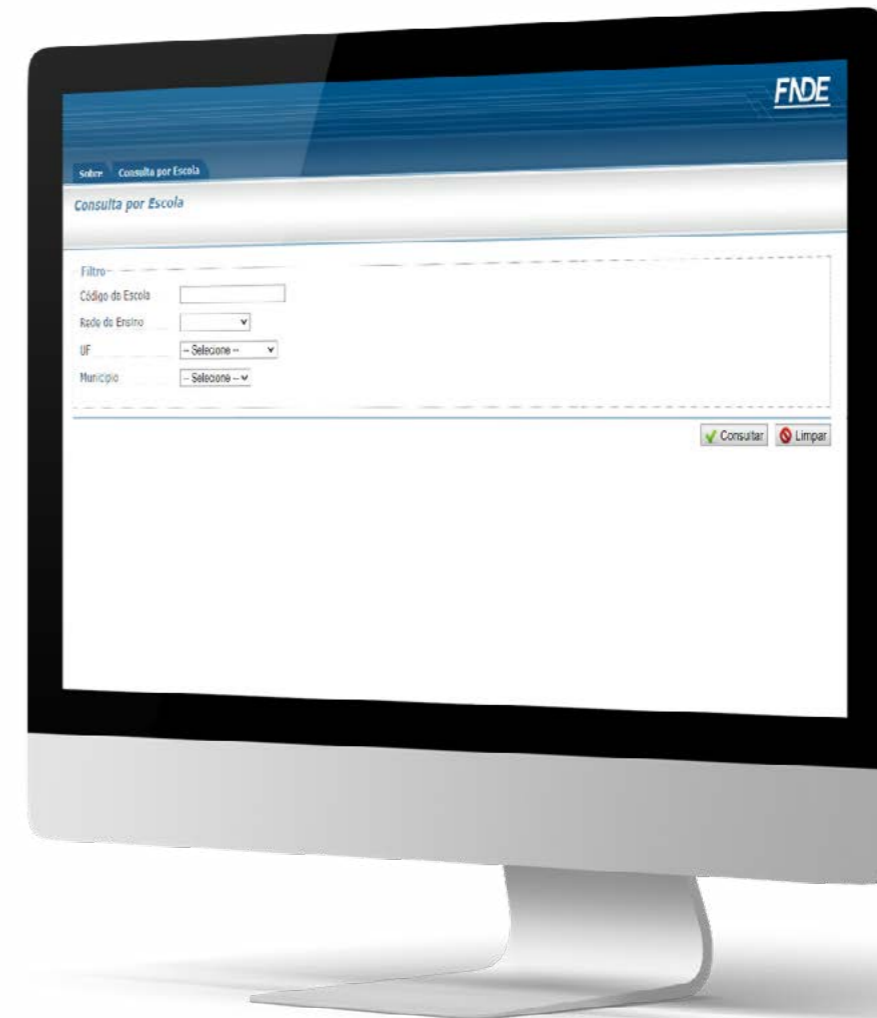 FNDE
Sobre Consulta por Escola
Consulta por Escola
Filtro
Código da Escola
Rede de Ensino
UF -- Selecione --
Município -- Selecione --
Consultar Limpar